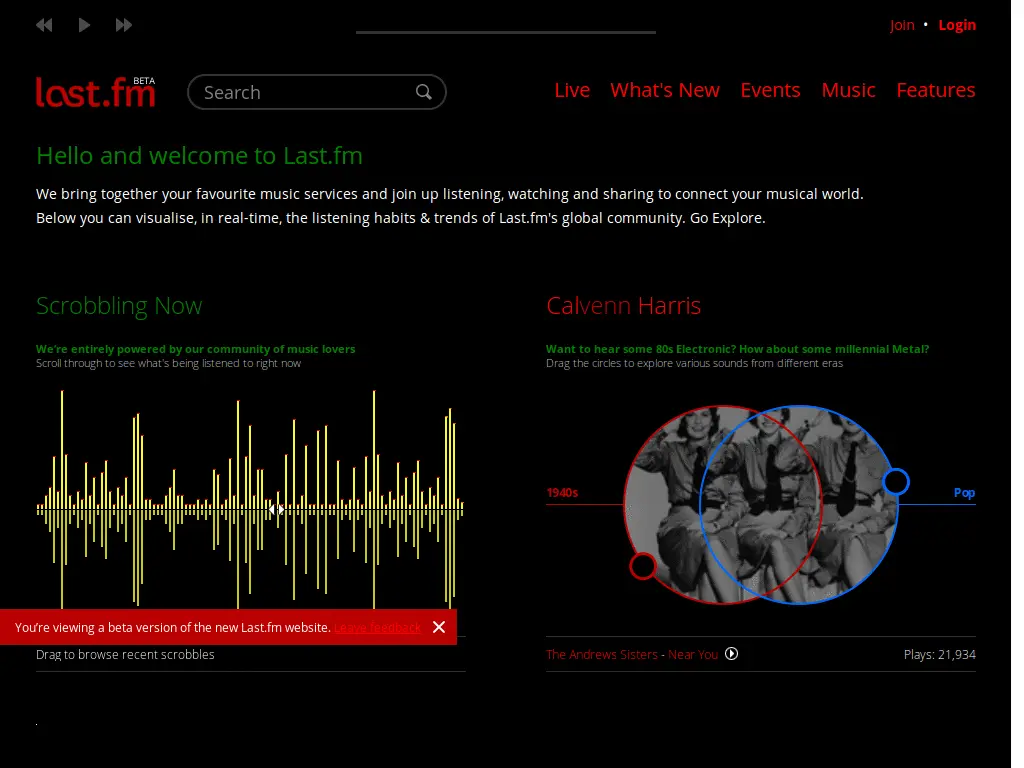 Join • Login
last.fm BETA
Search
Live What's New Events Music Features
Hello and welcome to Last.fm
We bring together your favourite music services and join up listening, watching and sharing to connect your musical world.
Below you can visualise, in real-time, the listening habits & trends of Last.fm's global community. Go Explore.
Scrobbling Now
We're entirely powered by our community of music lovers
Scroll through to see what's being listened to right now
You're viewing a beta version of the new Last.fm website. Leave feedback
Drag to browse recent scrobbles
Calvenn Harris
Want to hear some 80s Electronic? How about some millennial Metal?
Drag the circles to explore various sounds from different eras
1940s
Pop
The Andrews Sisters - Near You
Plays: 21,934